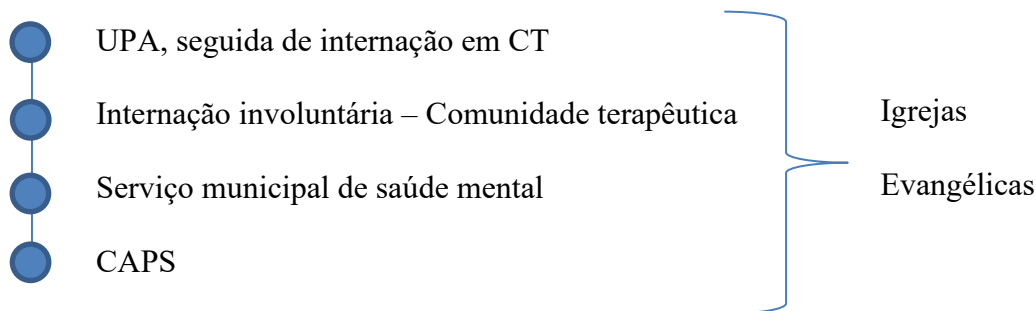 UPA, seguida de internação em CT
Internação involuntária – Comunidade terapêutica
Serviço municipal de saúde mental
CAPS
Igrejas
Evangélicas